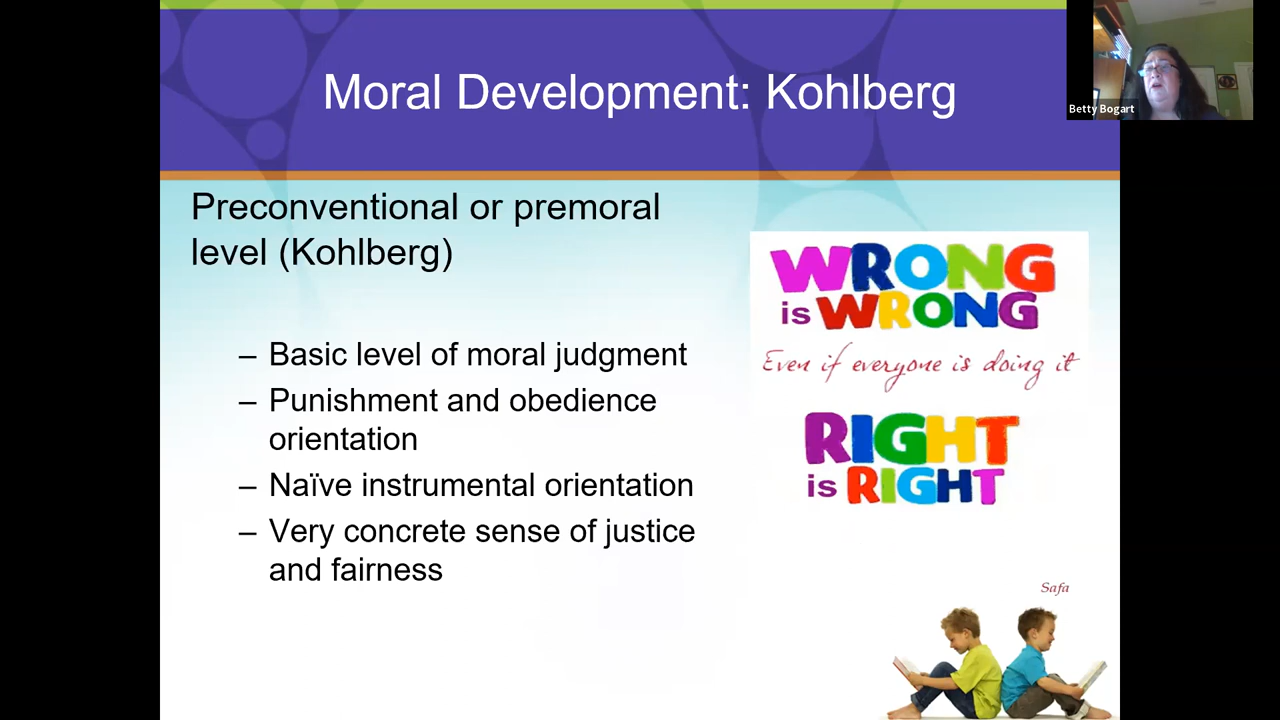 Moral Development: Kohlberg
Betty Bogart
Preconventional or premoral
level (Kohlberg)
– Basic level of moral judgment
– Punishment and obedience
orientation
– Naïve instrumental orientation
– Very concrete sense of justice
and fairness
WRONG
is WRONG
Even if everyone is doing it
RIGHT
is RIGHT
Safa